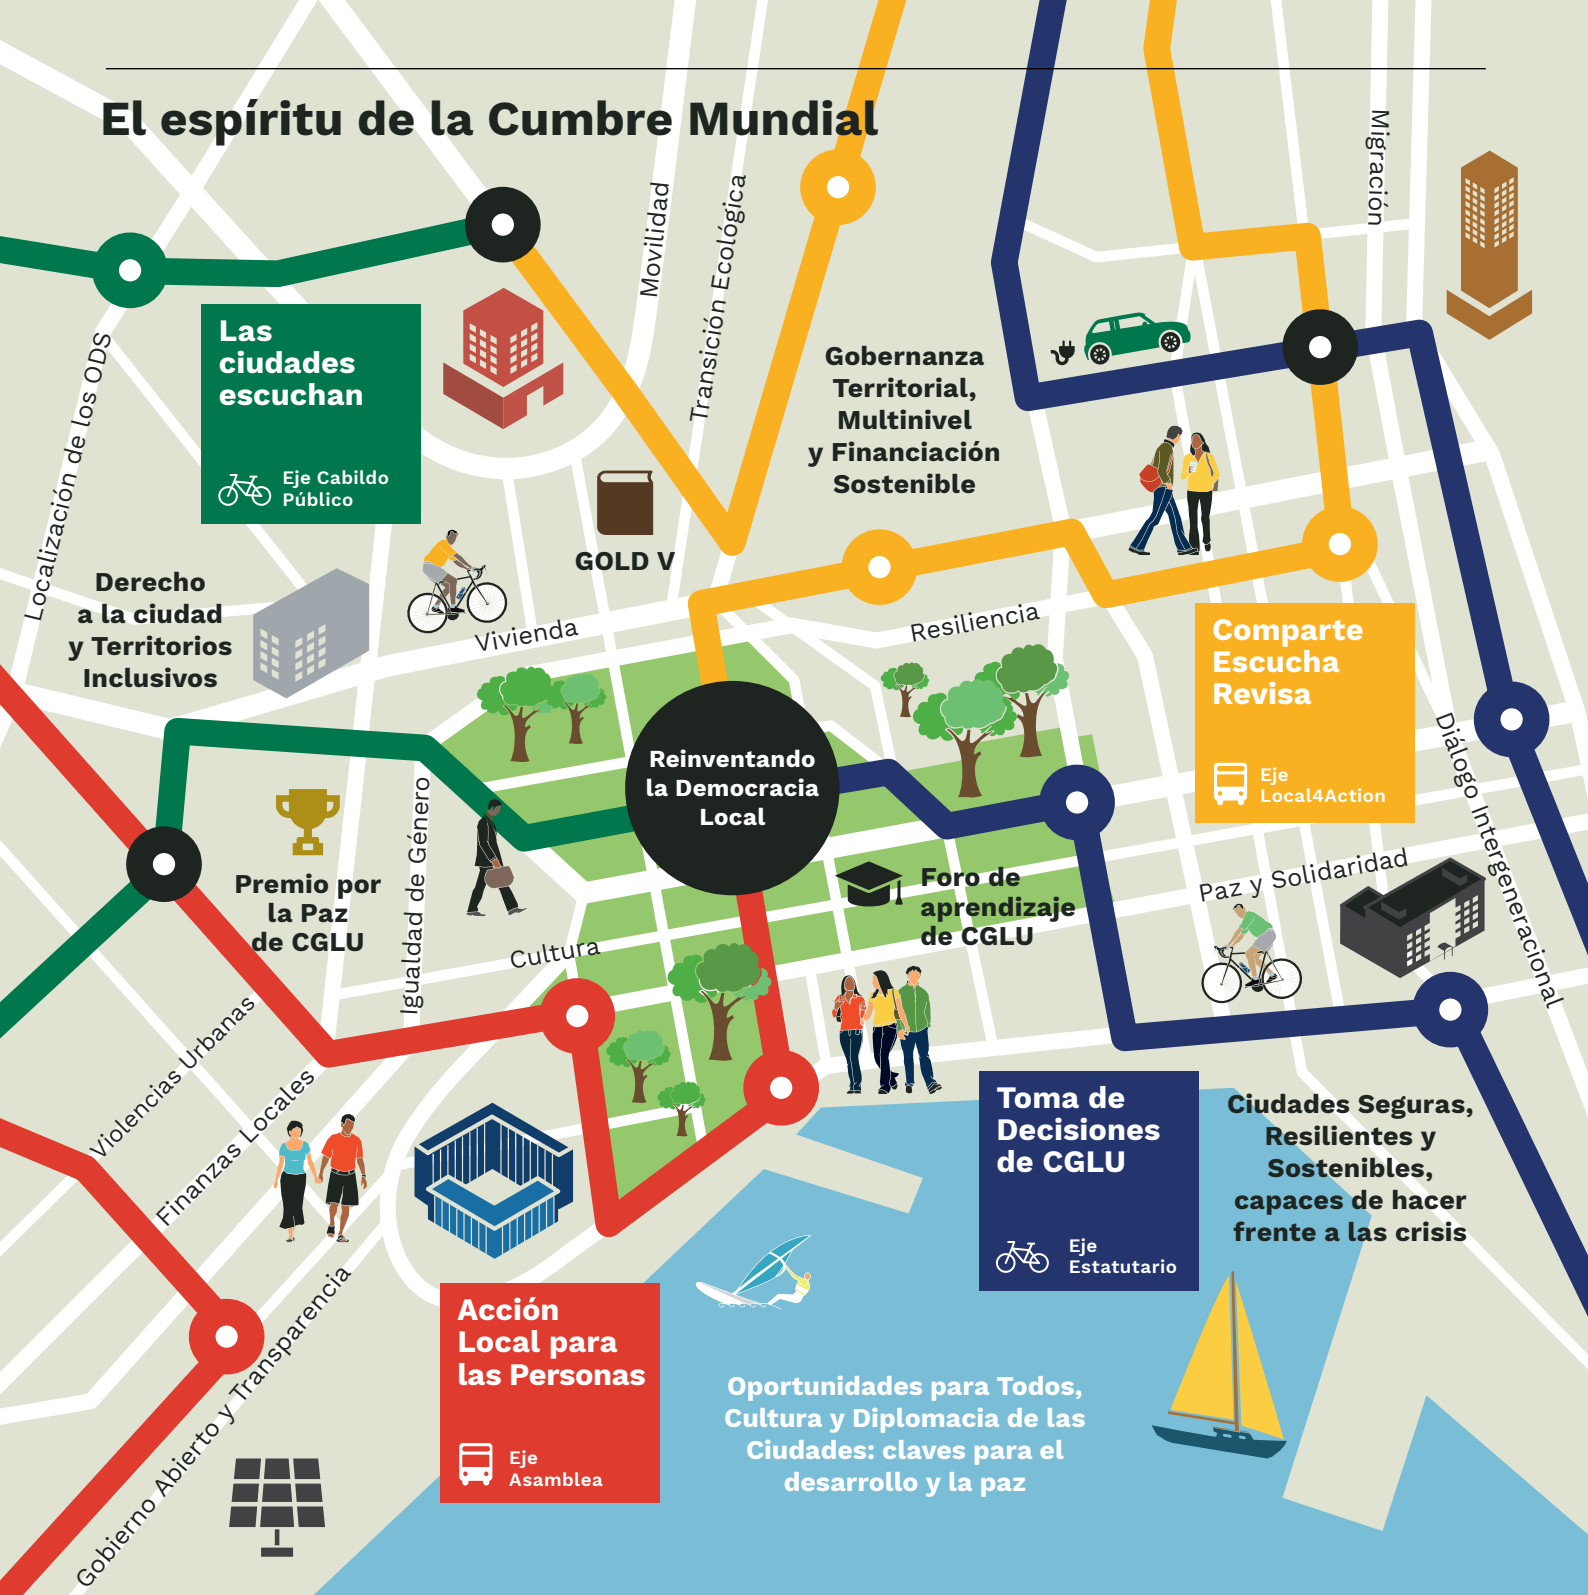 El espíritu de la Cumbre Mundial
Migración
Movilidad
Transición Ecológica
Localización de los ODS
Las
ciudades
escuchan
Eje Cabildo
Público
Gobernanza
Territorial,
Multinivel
y Financiación
Sostenible
GOLD V
Derecho
a la ciudad
y Territorios
Inclusivos
Vivienda
Resiliencia
Comparte
Escucha
Revisa
Eje
Local4Action
Reinventando
la Democracia
Local
Diálogo Intergeneracional
Igualdad de Género
Premio por
la Paz
de CGLU
Foro de
aprendizaje
de CGLU
Paz y Solidaridad
Cultura
Violencias Urbanas
Finanzas Locales
Gobierno Abierto y Transparencia
Toma de
Decisiones
de CGLU
Eje
Estatutario
Ciudades Seguras,
Resilientes y
Sostenibles,
capaces de hacer
frente a las crisis
Acción
Local para
las Personas
Eje
Asamblea
Oportunidades para Todos,
Cultura y Diplomacia de las
Ciudades: claves para el
desarrollo y la paz